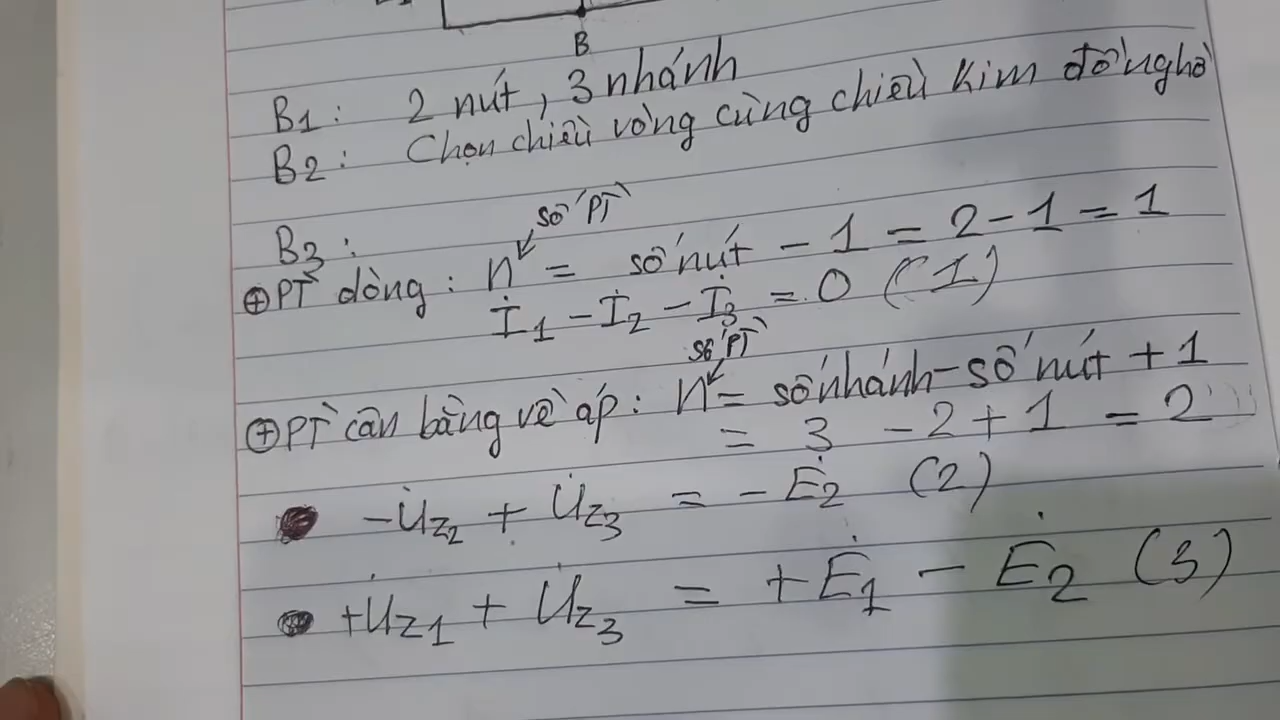 B
B1: 2 nút, 3 nhánh
B2: Chọn chiều vòng cùng chiều kim đồng hồ
B3:
số PT
⊕PT dòng: n = số nút - 1 = 2 - 1 = 1
İ1 - İ2 - İ3 = 0 (1)
số PT
⊕PT cân bằng về áp: n = số nhánh - số nút + 1
= 3 - 2 + 1 = 2
-U̇z2 + U̇z3 = -Ė2 (2)
+U̇z1 + U̇z3 = +Ė1 - Ė2 (3)